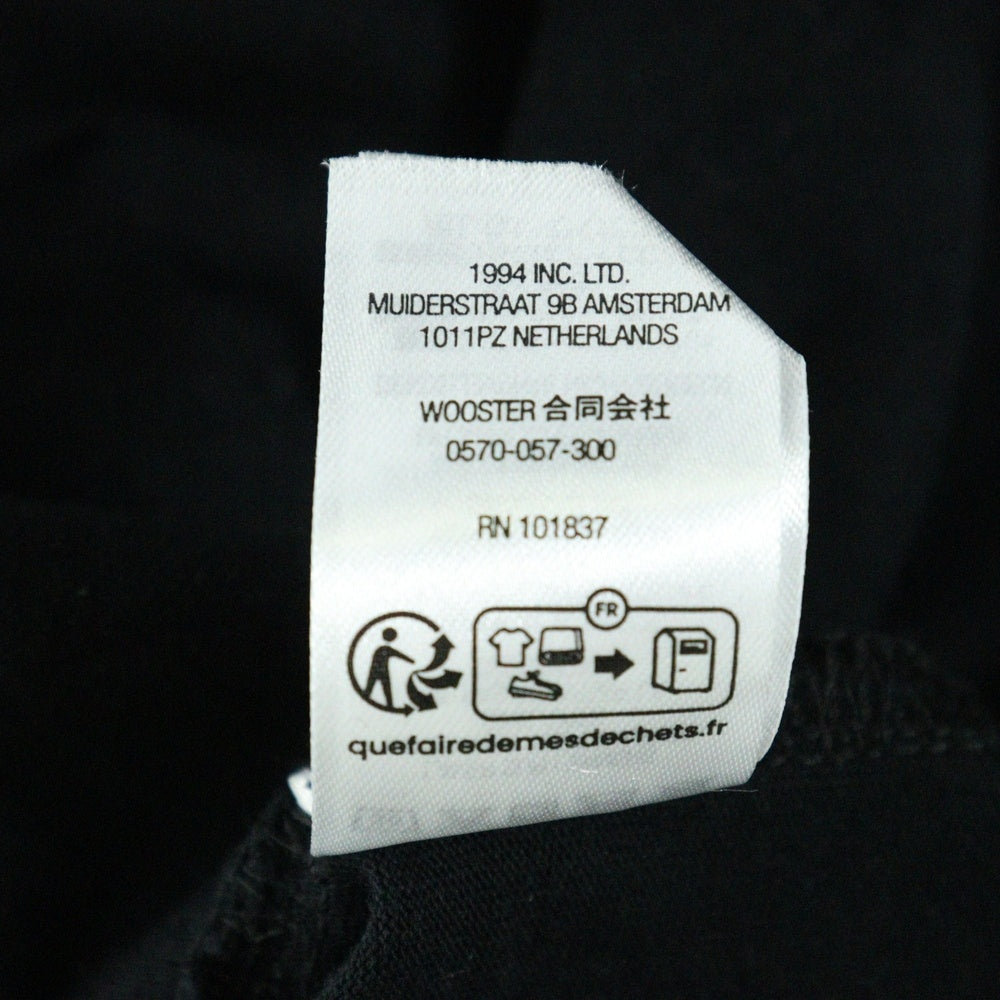 1994 INC. LTD.
MUIDERSTRAAT 9B AMSTERDAM
1011PZ NETHERLANDS
WOOSTER 合同会社
0570-057-300
RN 101837
FR
quefairedemesdechets.fr